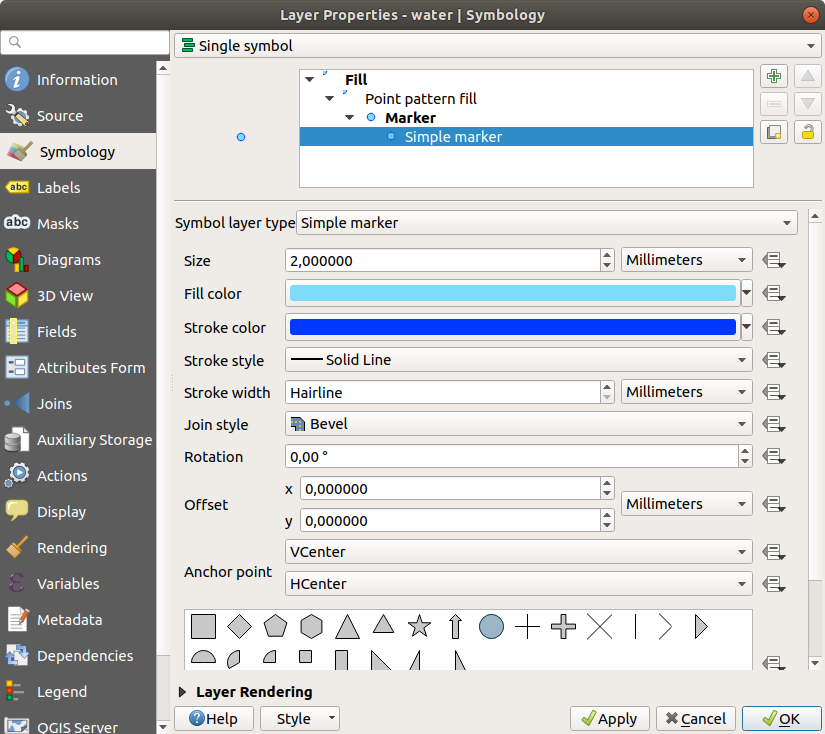 Layer Properties - water | Symbology
Information
Source
Symbology
abc Labels
abc Masks
Diagrams
3D View
Fields
Attributes Form
Joins
Auxiliary Storage
Actions
Display
Rendering
Variables
Metadata
Dependencies
Legend
QGIS Server
Single symbol
Fill
Point pattern fill
Marker
Simple marker
Symbol layer type Simple marker
Size 2,000000 Millimeters
Fill color
Stroke color
Stroke style Solid Line
Stroke width Hairline Millimeters
Join style Bevel
Rotation 0,00 °
Offset x 0,000000 Millimeters
y 0,000000
Anchor point VCenter
HCenter
Layer Rendering
Help Style Apply Cancel OK